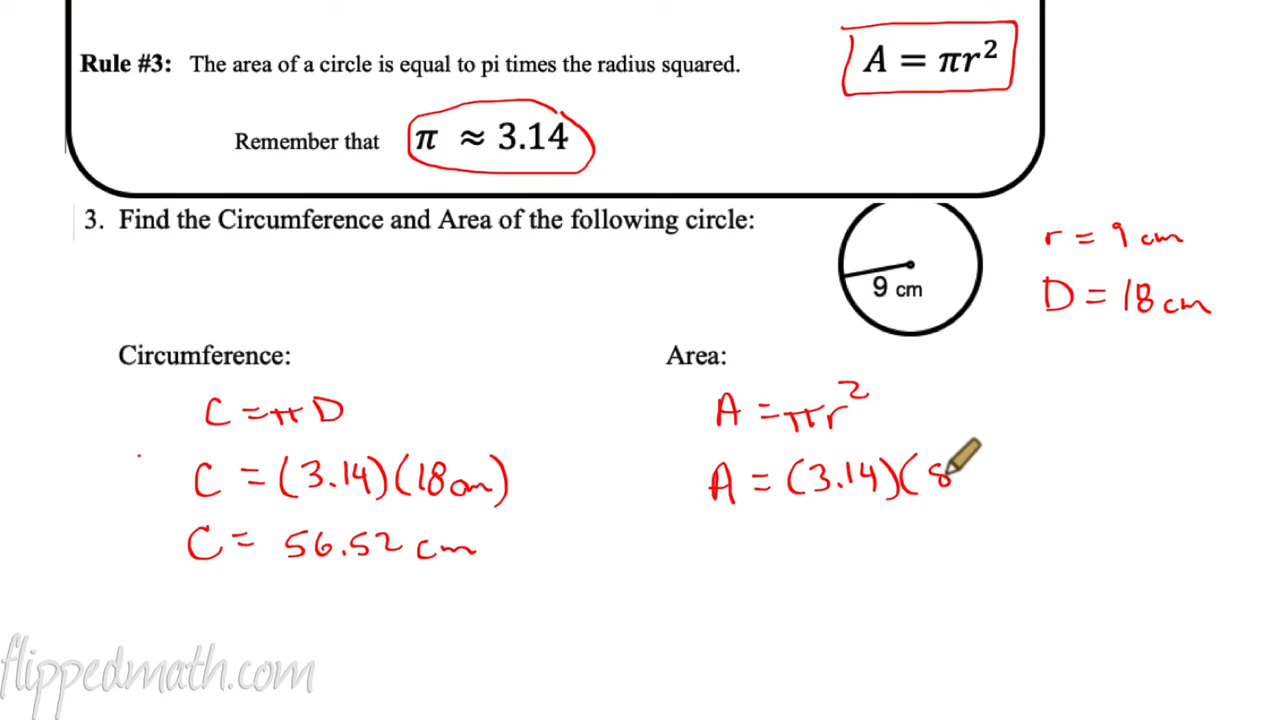 Rule #3: The area of a circle is equal to pi times the radius squared.
A = πr²
Remember that π ≈ 3.14
3. Find the Circumference and Area of the following circle:
9 cm
r = 9 cm
D = 18 cm
Circumference:
C = πD
C = (3.14)(18cm)
C = 56.52 cm
Area:
A = πr²
A = (3.14)(8
flippedmath.com